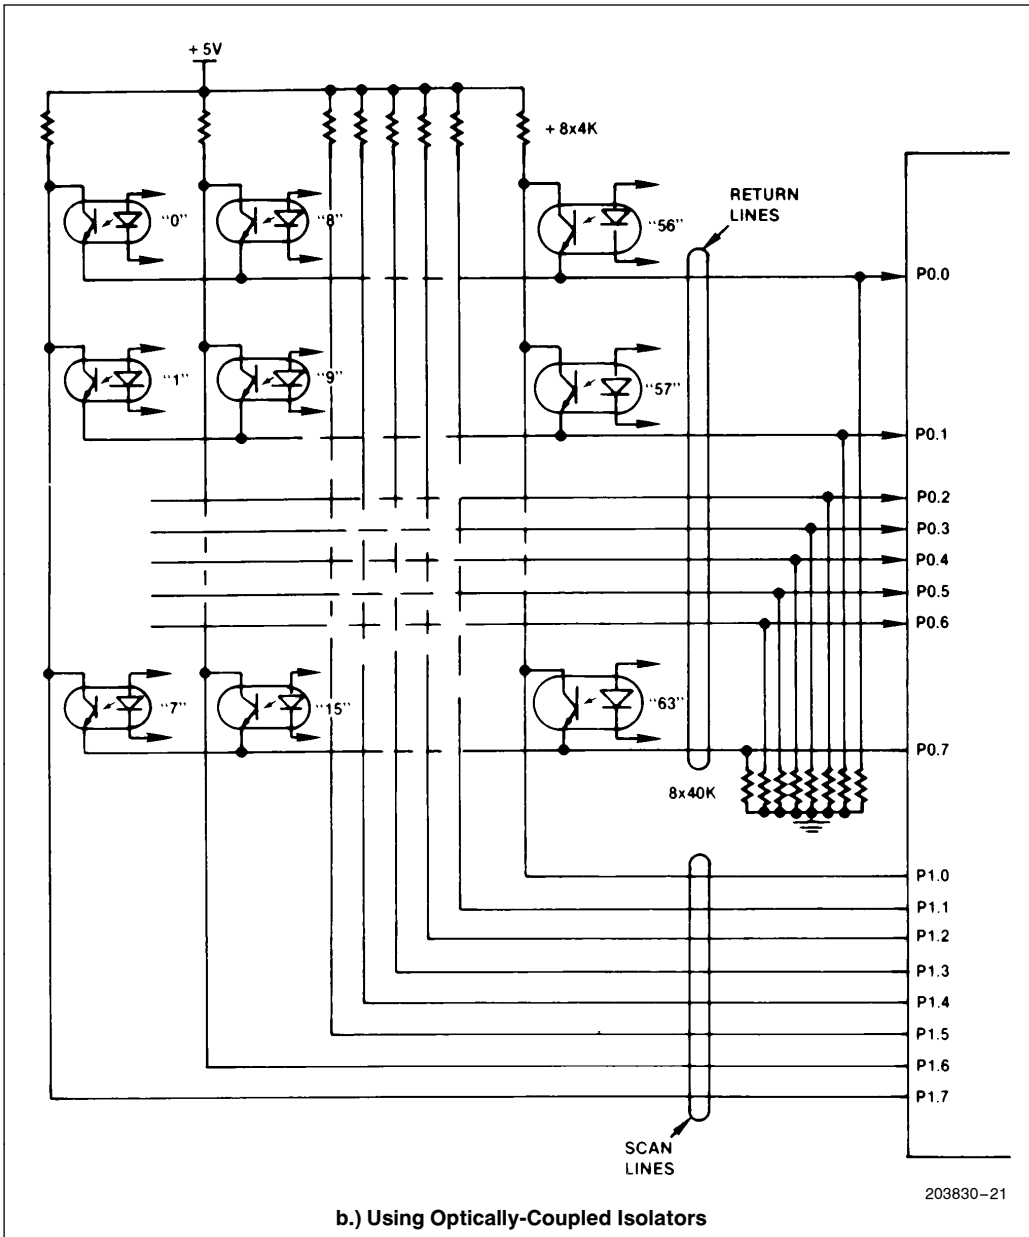 + 5V
+ 8x4K
RETURN
LINES
"0"
"8"
"56"
P0.0
"1"
"9"
"57"
P0.1
P0.2
P0.3
P0.4
P0.5
P0.6
"7"
"15"
"63"
P0.7
8x40K
P1.0
P1.1
P1.2
P1.3
P1.4
P1.5
P1.6
P1.7
SCAN
LINES
203830–21
b.) Using Optically-Coupled Isolators